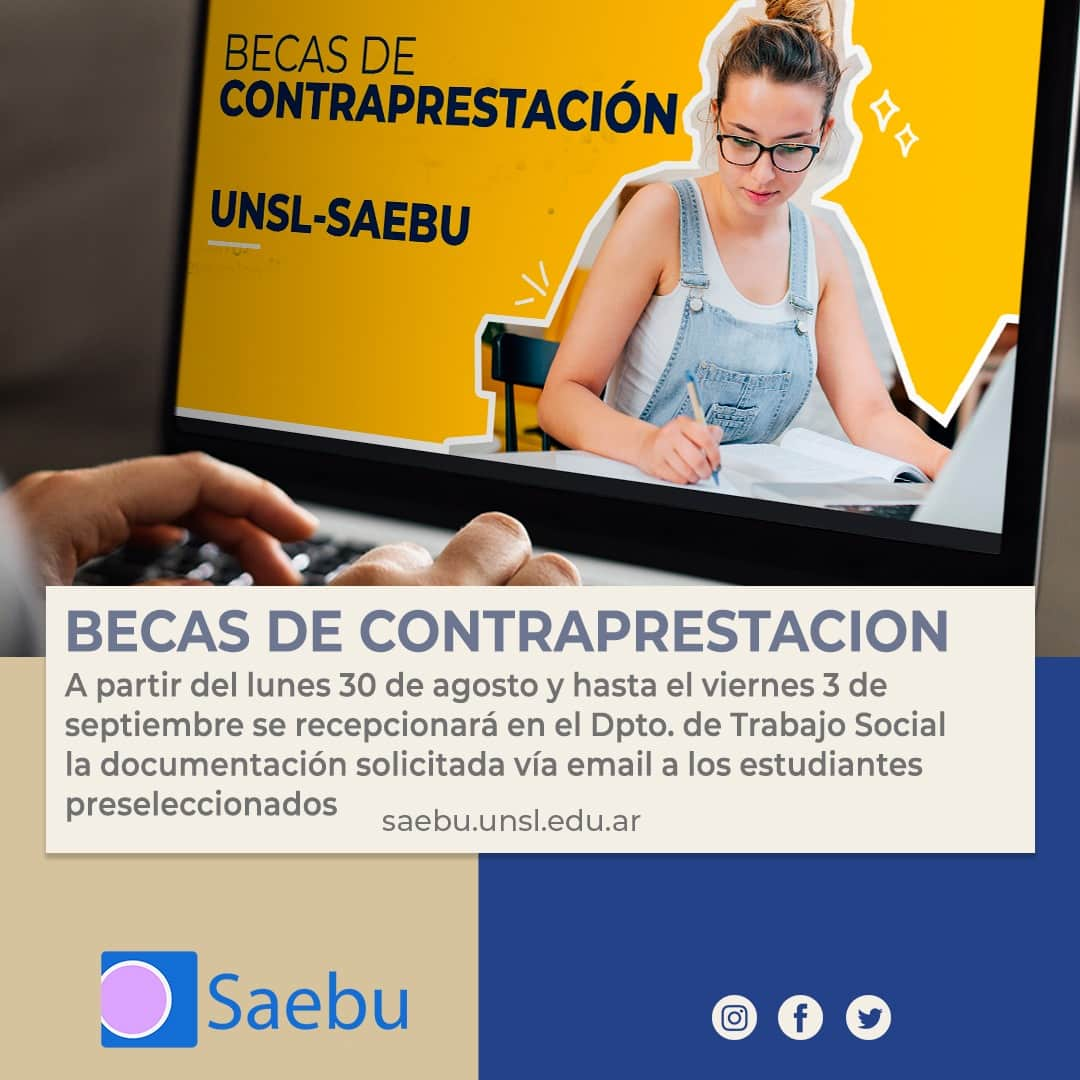 BECAS DE
CONTRAPRESTACIÓN
UNSL-SAEBU
BECAS DE CONTRAPRESTACION
A partir del lunes 30 de agosto y hasta el viernes 3 de
septiembre se recepcionará en el Dpto. de Trabajo Social
la documentación solicitada vía email a los estudiantes
preseleccionados
saebu.unsl.edu.ar
Saebu